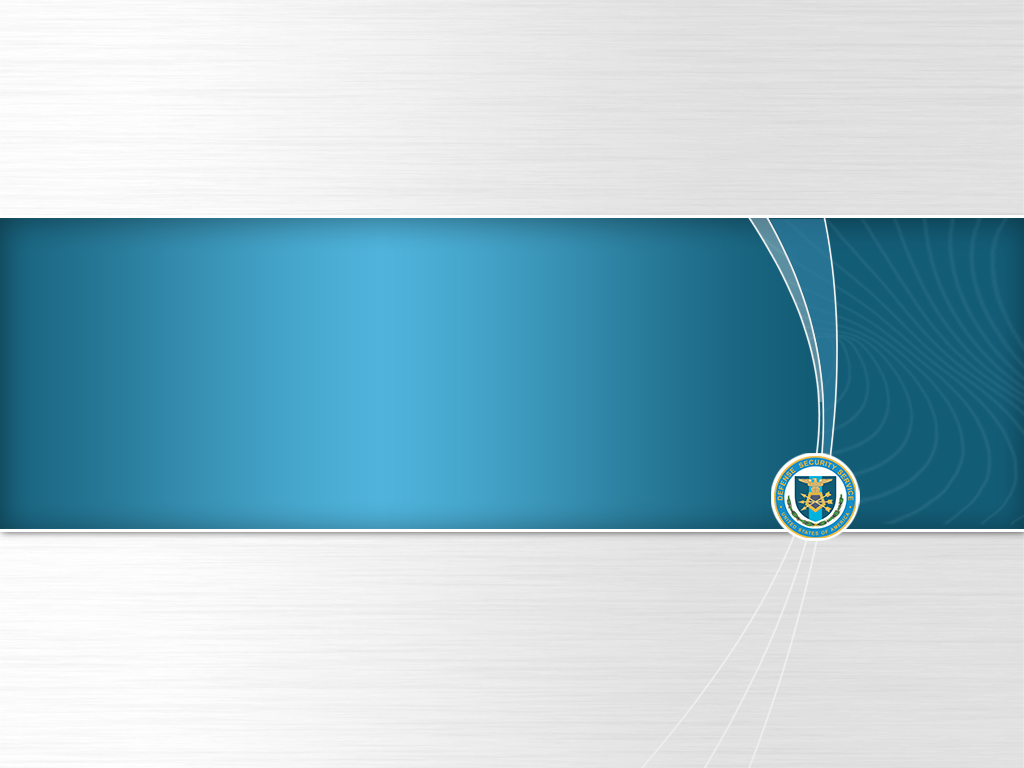 DEFENSE SECURITY SERVICE
UNITED STATES OF AMERICA